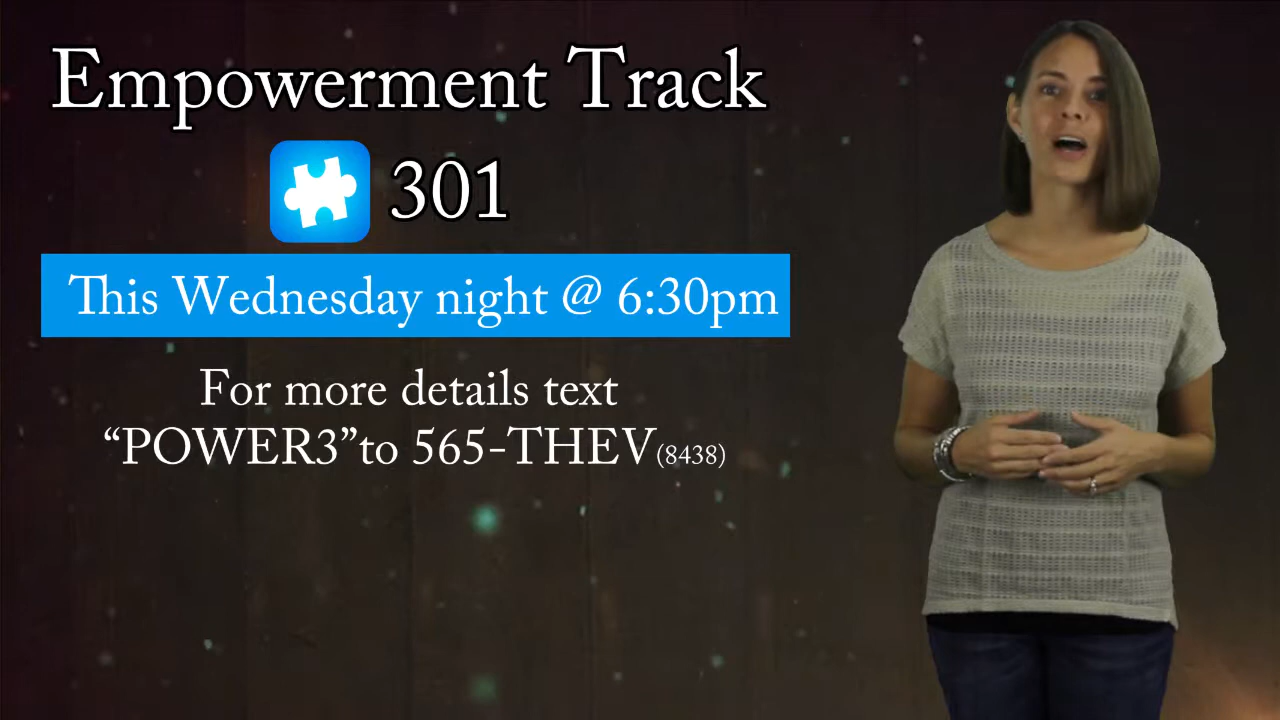 Empowerment Track
301
This Wednesday night @ 6:30pm
For more details text
“POWER3”to 565-THEV(8438)